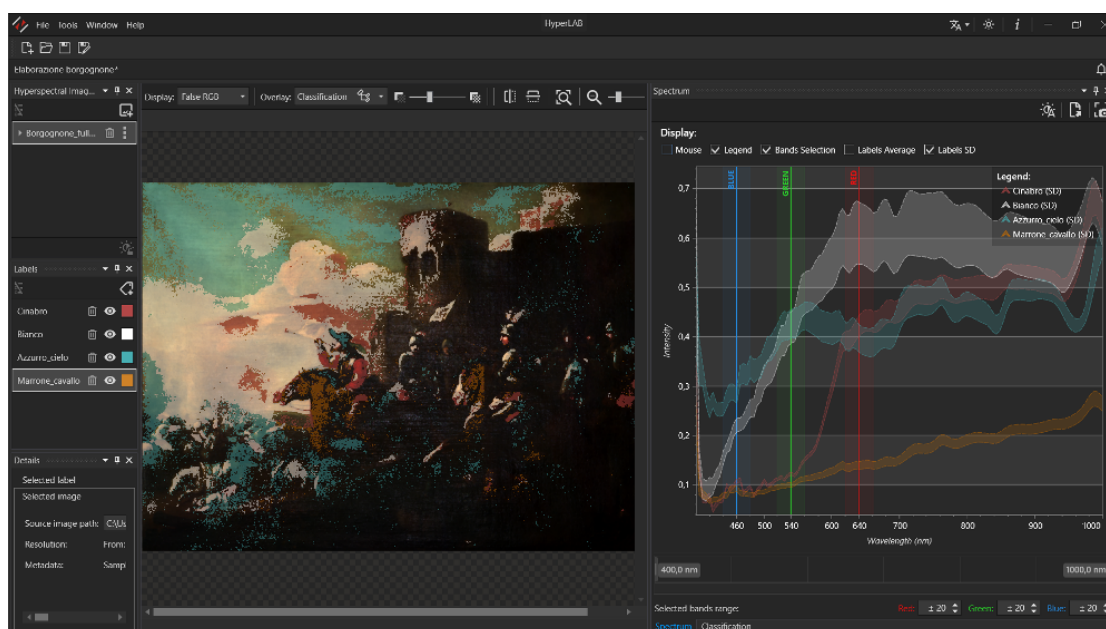 File Tools Window Help
HyperLAB
Elaborazione borgognone*
Hyperspectral Imag...
Display: False RGB Overlay: Classification
Borgognone_full...
Labels
Cinabro
Bianco
Azzurro_cielo
Marrone_cavallo
Details
Selected label
Selected image
Source image path: C:\Us
Resolution: From:
Metadata: Sampl
Spectrum
Display:
Mouse Legend Bands Selection Labels Average Labels SD
BLUE GREEN RED
Legend:
Cinabro (SD)
Bianco (SD)
Azzurro_cielo (SD)
Marrone_cavallo (SD)
0,7
0,6
0,5
0,4
0,3
0,2
0,1
Intensity
460 500 540 600 640 700 800 900 1000
Wavelength (nm)
400,0 nm 1000,0 nm
Selected bands range: Red: ± 20 Green: ± 20 Blue: ± 20
Spectrum Classification